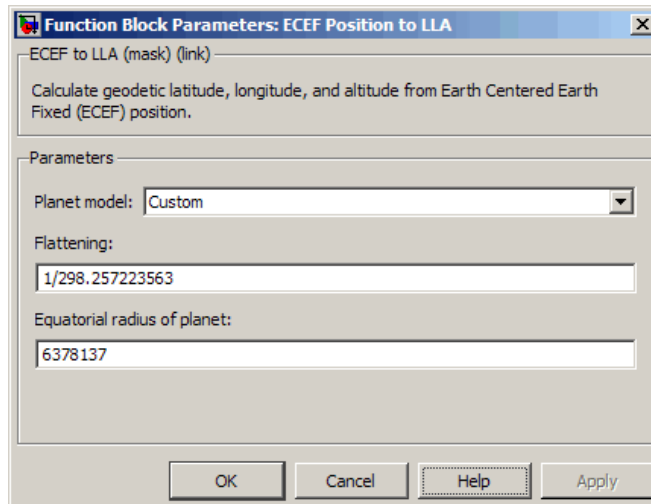 Function Block Parameters: ECEF Position to LLA
ECEF to LLA (mask) (link)
Calculate geodetic latitude, longitude, and altitude from Earth Centered Earth
Fixed (ECEF) position.
Parameters
Planet model: Custom
Flattening:
1/298.257223563
Equatorial radius of planet:
6378137
OK Cancel Help Apply